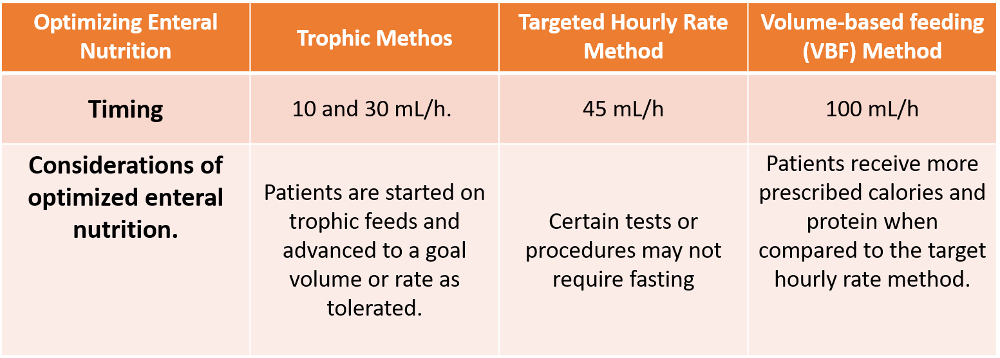 Optimizing Enteral
Nutrition
Trophic Methos
Targeted Hourly Rate
Method
Volume-based feeding
(VBF) Method
Timing
10 and 30 mL/h.
45 mL/h
100 mL/h
Considerations of
optimized enteral
nutrition.
Patients are started on
trophic feeds and
advanced to a goal
volume or rate as
tolerated.
Certain tests or
procedures may not
require fasting
Patients receive more
prescribed calories and
protein when
compared to the target
hourly rate method.